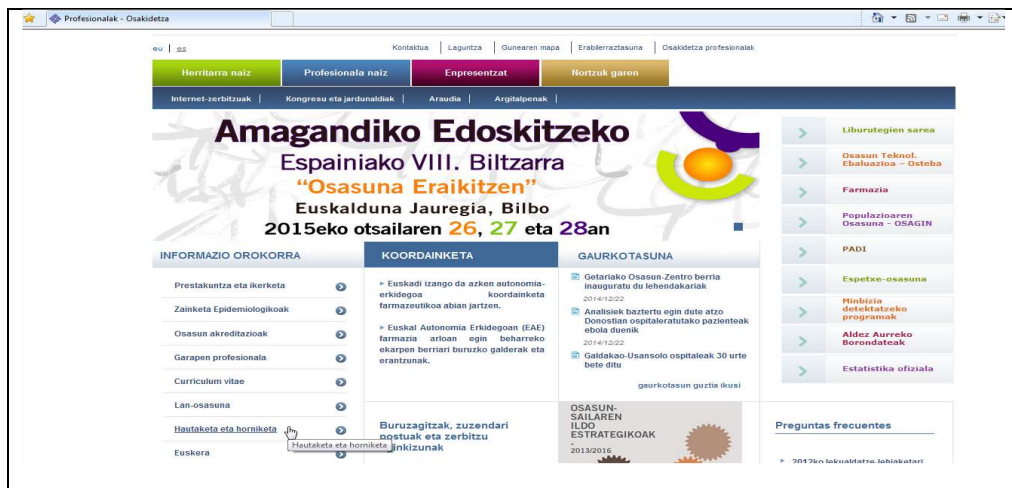 Profesionalak - Osakidetza
eu | es
Kontaktua | Laguntza | Gunearen mapa | Erabilerraztasuna | Osakidetza profesionalak
Herritarra naiz
Profesionala naiz
Enpresentzat
Nortzuk garen
Internet-zerbitzuak | Kongresu eta jardunaldiak | Araudia | Argitalpenak |
Amagandiko Edoskitzeko
Espainiako VIII. Biltzarra
"Osasuna Eraikitzen"
Euskalduna Jauregia, Bilbo
2015eko otsailaren 26, 27 eta 28an
INFORMAZIO OROKORRA
Prestakuntza eta ikerketa
Zainketa Epidemiologikoak
Osasun akreditazioak
Garapen profesionala
Curriculum vitae
Lan-osasuna
Hautaketa eta horniketa
Hautaketa eta horniketa
Euskera
KOORDAINKETA
Euskadi izango da azken autonomia-
erkidegoa koordainketa
farmazeutikoa abian jartzen.
Euskal Autonomia Erkidegoan (EAE)
farmazia arloan egin beharreko
ekarpen berriari buruzko galderak eta
erantzunak.
Buruzagitzak, zuzendari
postuak eta zerbitzu
eginkizunak
GAURKOTASUNA
Getariako Osasun-Zentro berria
inauguratu du lehendakariak
2014/12/22
Analisiek baztertu egin dute atzo
Donostian ospitaleratutako pazienteak
ebola duenik
2014/12/22
Galdakao-Usansolo ospitaleak 30 urte
bete ditu
gaurkotasun guztia ikusi
OSASUN-
SAILAREN
ILDO
ESTRATEGIKOAK
-
2013/2016
Liburutegien sarea
Osasun Teknol.
Ebaluazioa - Osteba
Farmazia
Populazioaren
Osasuna - OSAGIN
PADI
Espetxe-osasuna
Minbizia
detektatzeko
programak
Aldez Aurreko
Borondateak
Estatistika ofiziala
Preguntas frecuentes
2012ko lekualdatze-lehiaketari